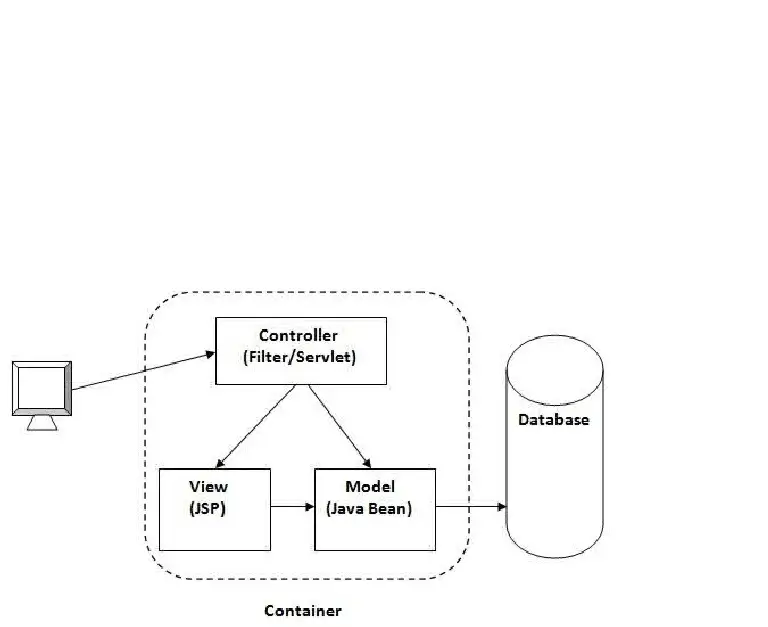 Controller
(Filter/Servlet)
Database
View
(JSP)
Model
(Java Bean)
Container